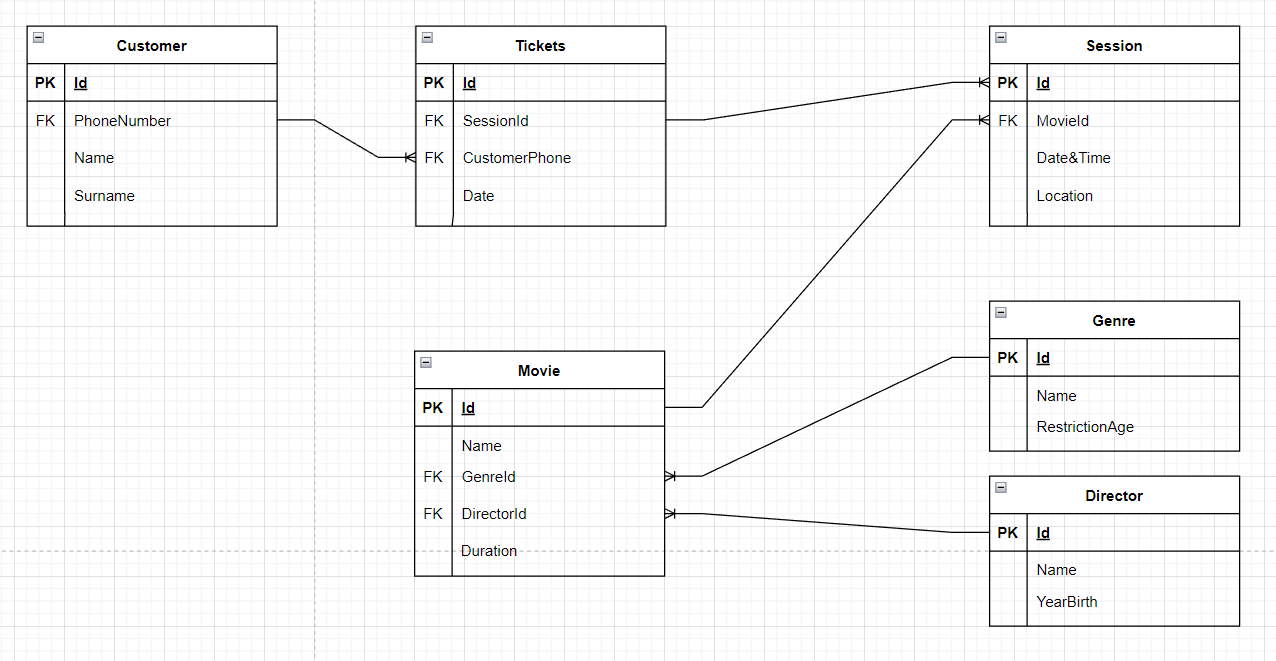 Customer
PK Id
FK PhoneNumber
Name
Surname
Tickets
PK Id
FK SessionId
FK CustomerPhone
Date
Session
PK Id
FK MovieId
Date&Time
Location
Movie
PK Id
Name
FK GenreId
FK DirectorId
Duration
Genre
PK Id
Name
RestrictionAge
Director
PK Id
Name
YearBirth